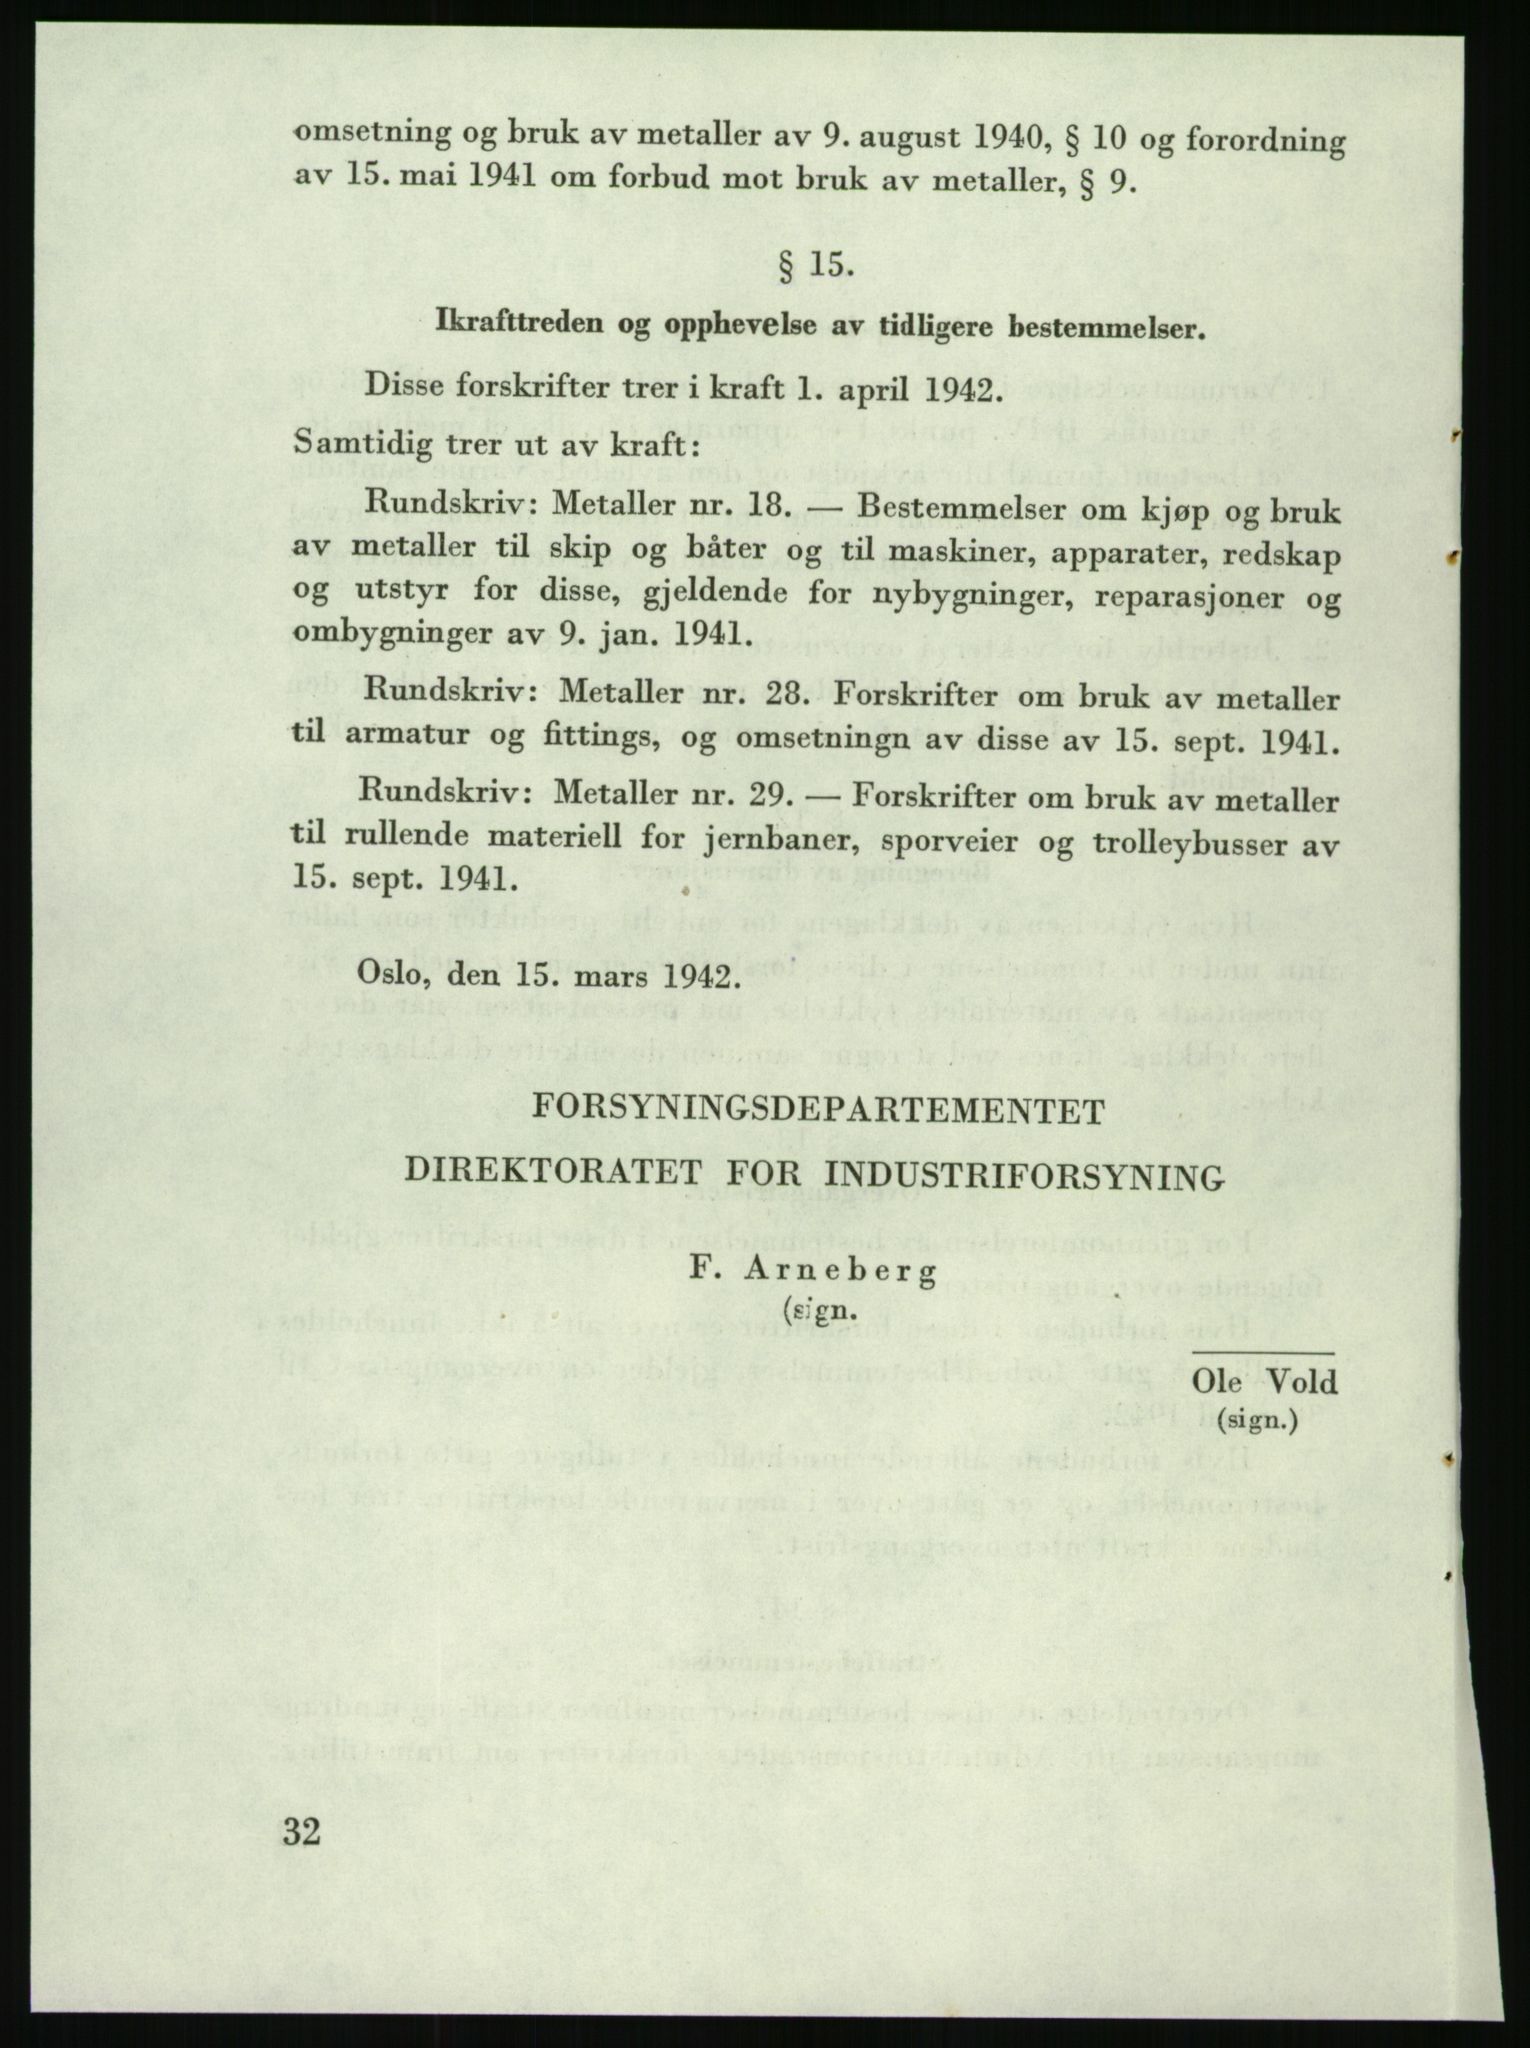 omsetning og bruk av metaller av 9. august 1940, § 10 og forordning
av 15. mai 1941 om forbud mot bruk av metaller, § 9.
§ 15.
Ikrafttreden og opphevelse av tidligere bestemmelser.
Disse forskrifter trer i kraft 1. april 1942.
Samtidig trer ut av kraft:
Rundskriv: Metaller nr. 18. — Bestemmelser om kjøp og bruk
av metaller til skip og båter og til maskiner, apparater, redskap
og utstyr for disse, gjeldende for nybygninger, reparasjoner og
ombygninger av 9. jan. 1941.
Rundskriv: Metaller nr. 28. Forskrifter om bruk av metaller
til armatur og fittings, og omsetningn av disse av 15. sept. 1941.
Rundskriv: Metaller nr. 29. — Forskrifter om bruk av metaller
til rullende materiell for jernbaner, sporveier og trolleybusser av
15. sept. 1941.
Oslo, den 15. mars 1942.
FORSYNINGSDEPARTEMENTET
DIREKTORATET FOR INDUSTRIFORSYNING
F. Arneberg
(sign.
Ole Vold
(sign.)
32